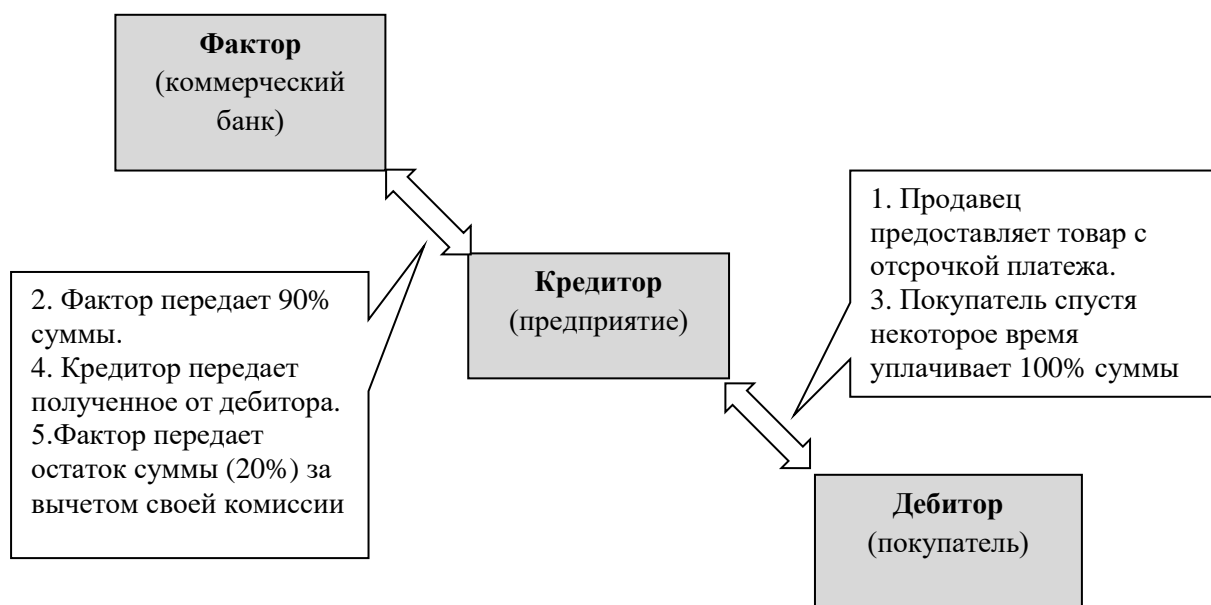 Фактор
(коммерческий
банк)
1. Продавец
предоставляет товар с
отсрочкой платежа.
3. Покупатель спустя
некоторое время
уплачивает 100% суммы
Кредитор
(предприятие)
2. Фактор передает 90%
суммы.
4. Кредитор передает
полученное от дебитора.
5.Фактор передает
остаток суммы (20%) за
вычетом своей комиссии
Дебитор
(покупатель)